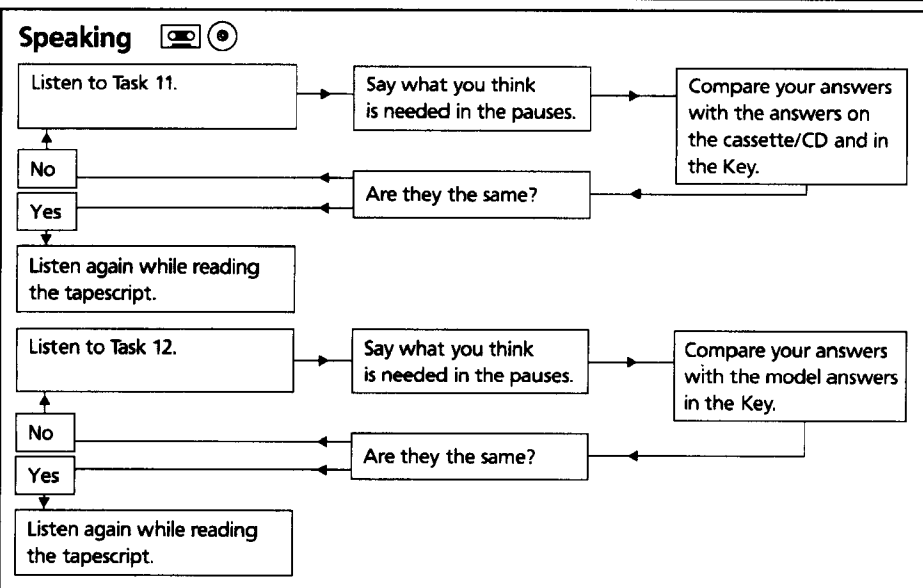 Speaking
Listen to Task 11.
Say what you think
is needed in the pauses.
Compare your answers
with the answers on
the cassette/CD and in
the Key.
Are they the same?
No
Yes
Listen again while reading
the tapescript.
Listen to Task 12.
Say what you think
is needed in the pauses.
Compare your answers
with the model answers
in the Key.
Are they the same?
No
Yes
Listen again while reading
the tapescript.